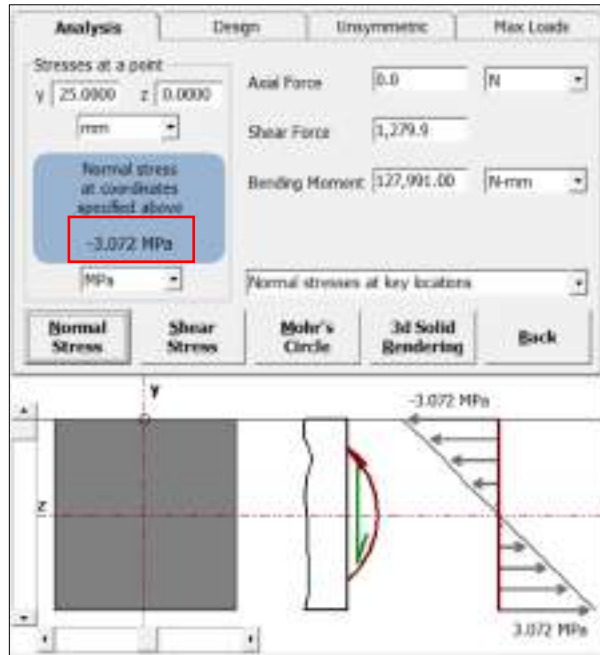 Analysis Design Unsymmetric Max Loads
Stresses at a point
y 25.0000 z 0.0000
mm
Normal stress
at coordinates
specified above
-3.072 MPa
MPa
Axial Force 0.0 N
Shear Force 1,279.9
Bending Moment 127,991.00 N-mm
Normal stresses at key locations
Normal Stress
Shear Stress
Mohr's Circle
3d Solid Rendering
Back
y
-3.072 MPa
z
3.072 MPa